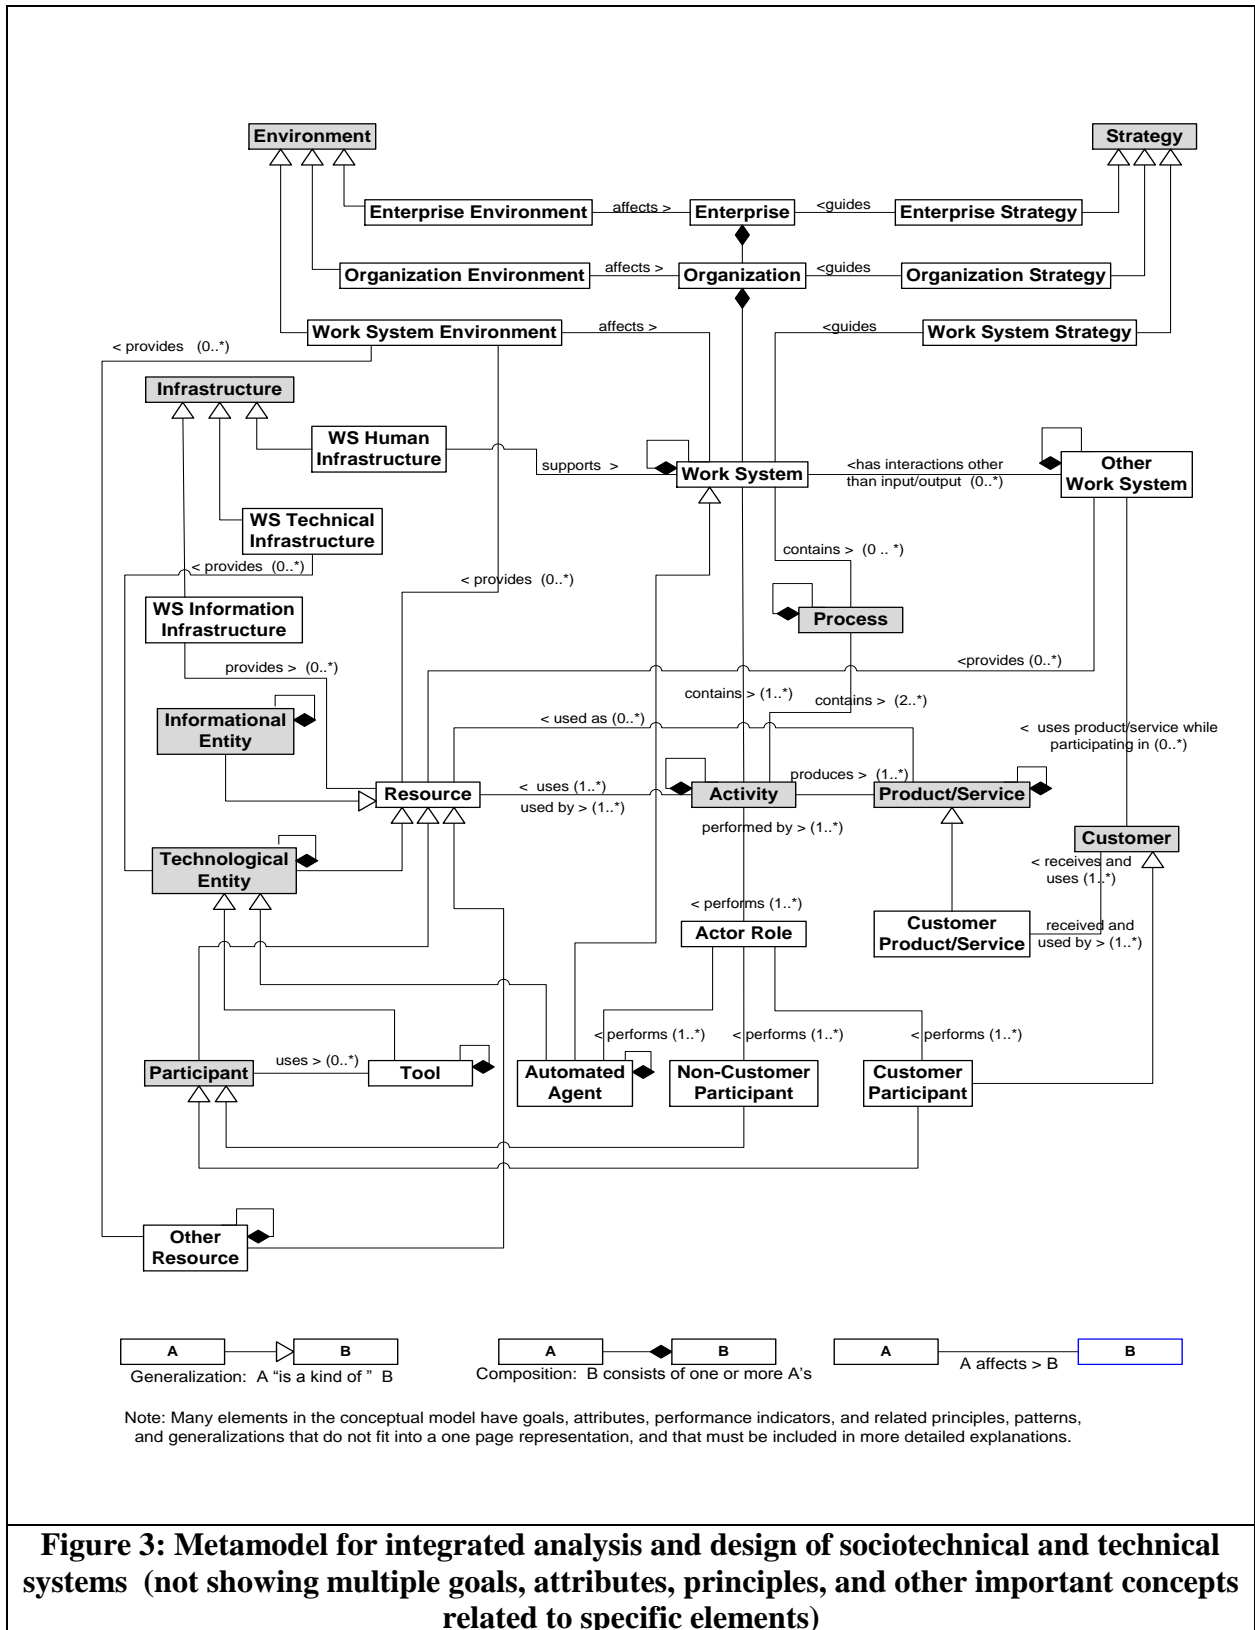 Environment
Strategy
Enterprise Environment
affects >
Enterprise
<guides
Enterprise Strategy
Organization Environment
affects >
Organization
<guides
Organization Strategy
Work System Environment
affects >
<guides
Work System Strategy
< provides (0..*)
Infrastructure
WS Human
Infrastructure
supports >
Work System
<has interactions other
than input/output (0..*)
Other
Work System
WS Technical
Infrastructure
< provides (0..*)
< provides (0..*)
contains > (0 .. *)
WS Information
Infrastructure
Process
provides > (0..*)
<provides (0..*)
contains > (1..*)
contains > (2..*)
Informational
Entity
< used as (0..*)
< uses product/service while
participating in (0..*)
Resource
< uses (1..*)
used by > (1..*)
Activity
produces > (1..*)
Product/Service
performed by > (1..*)
Customer
Technological
Entity
< receives and
uses (1..*)
< performs (1..*)
Actor Role
Customer
Product/Service
received and
used by > (1..*)
< performs (1..*)
< performs (1..*)
< performs (1..*)
Participant
uses > (0..*)
Tool
Automated
Agent
Non-Customer
Participant
Customer
Participant
Other
Resource
A
B
Generalization: A “is a kind of ” B
A
B
Composition: B consists of one or more A's
A
B
A affects > B
Note: Many elements in the conceptual model have goals, attributes, performance indicators, and related principles, patterns,
and generalizations that do not fit into a one page representation, and that must be included in more detailed explanations.
Figure 3: Metamodel for integrated analysis and design of sociotechnical and technical
systems (not showing multiple goals, attributes, principles, and other important concepts
related to specific elements)